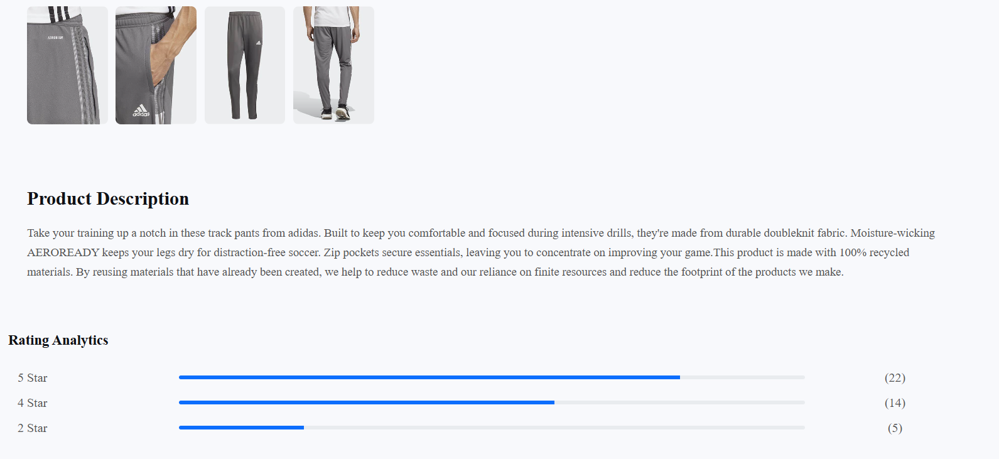 AEROREADY
adidas
Product Description
Take your training up a notch in these track pants from adidas. Built to keep you comfortable and focused during intensive drills, they're made from durable doubleknit fabric. Moisture-wicking
AEROREADY keeps your legs dry for distraction-free soccer. Zip pockets secure essentials, leaving you to concentrate on improving your game.This product is made with 100% recycled
materials. By reusing materials that have already been created, we help to reduce waste and our reliance on finite resources and reduce the footprint of the products we make.
Rating Analytics
5 Star (22)
4 Star (14)
2 Star (5)